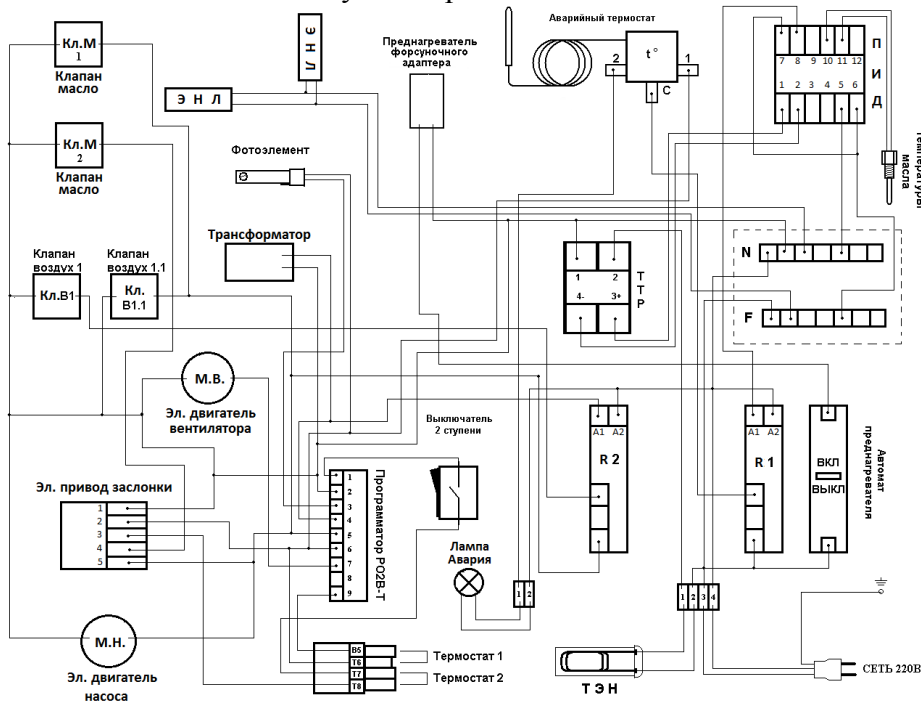 Кл.М
1
Клапан
масло
Э Н Л
Э Н Л
Преднагреватель
форсуночного
адаптера
Аварийный термостат
2
t°
1
С
7 8 9 10 11 12
1 2 3 4 5 6
П
И
Д
температуры
масла
Кл.М
2
Клапан
масло
Фотоэлемент
Трансформатор
Клапан
воздух 1
Кл.В1
Клапан
воздух 1.1
Кл.
В1.1
1 2
4- 3+
Т
Т
Р
N
F
М.В.
Эл. двигатель
вентилятора
Выключатель
2 ступени
A1 A2
R 2
A1 A2
R 1
ВКЛ
ВЫКЛ
Автомат
преднагревателя
Эл. привод заслонки
1
2
3
4
5
1
2
3
4
5
6
7
8
9
Программатор РО2В-Т
Лампа
Авария
1 2
1 2 3 4
М.Н.
Эл. двигатель
насоса
B5
T6
T7
T8
Термостат 1
Термостат 2
Т Э Н
СЕТЬ 220В